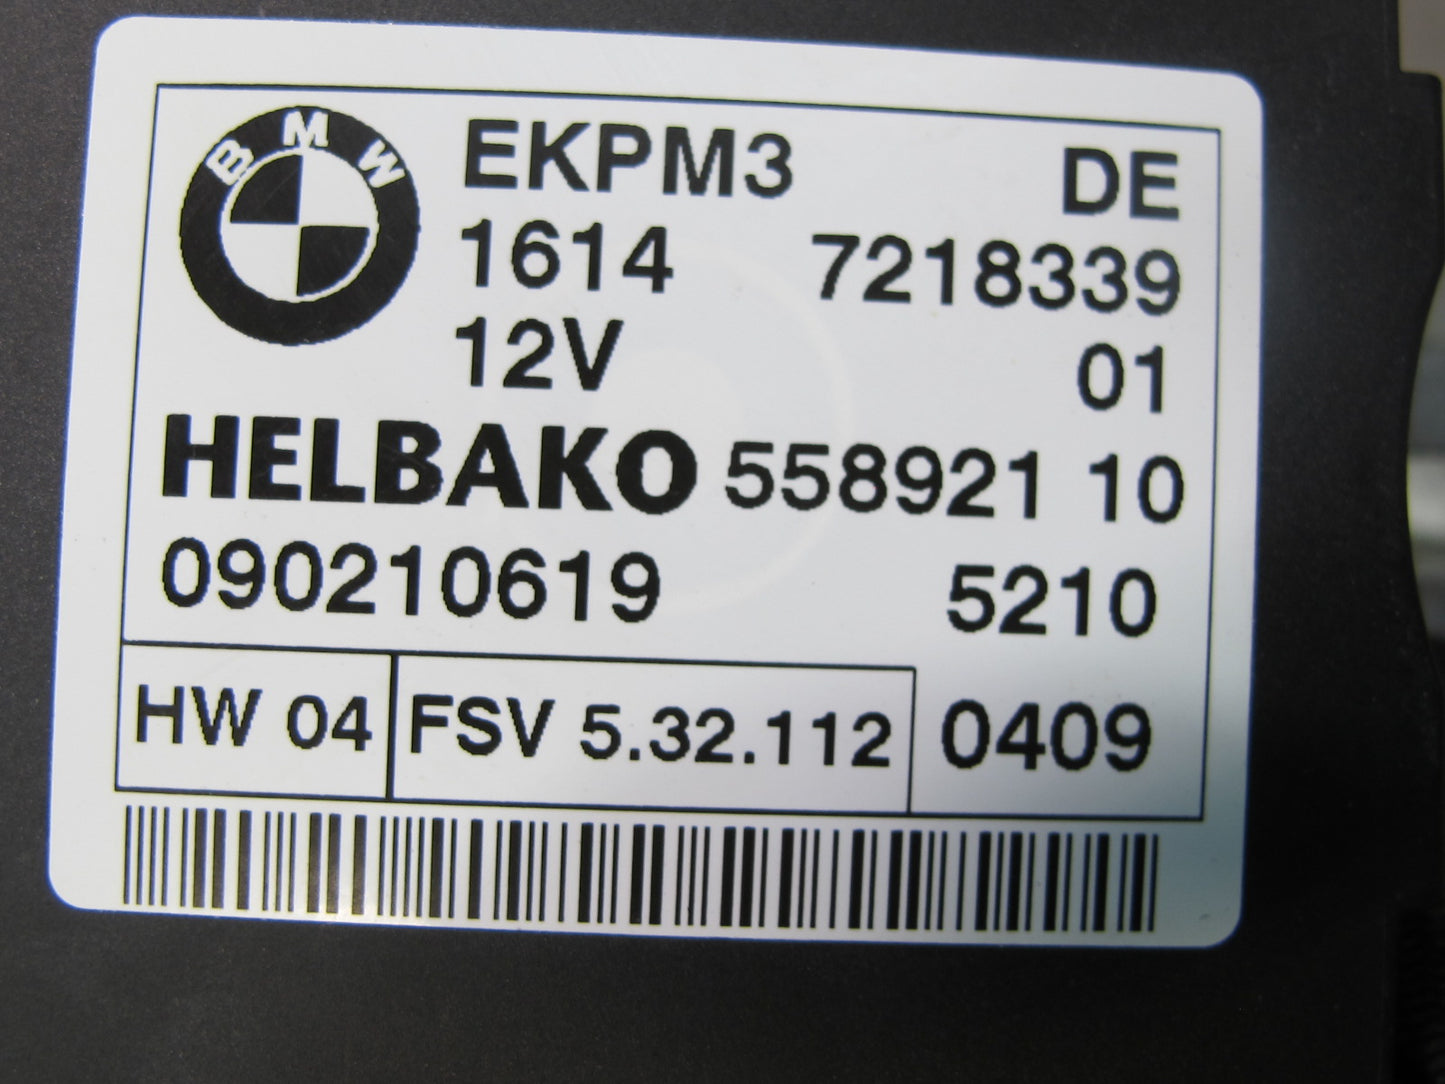 BMW
EKPM3 DE
1614 7218339
12V 01
HELBAKO 558921 10
090210619 5210
HW 04 FSV 5.32.112 0409